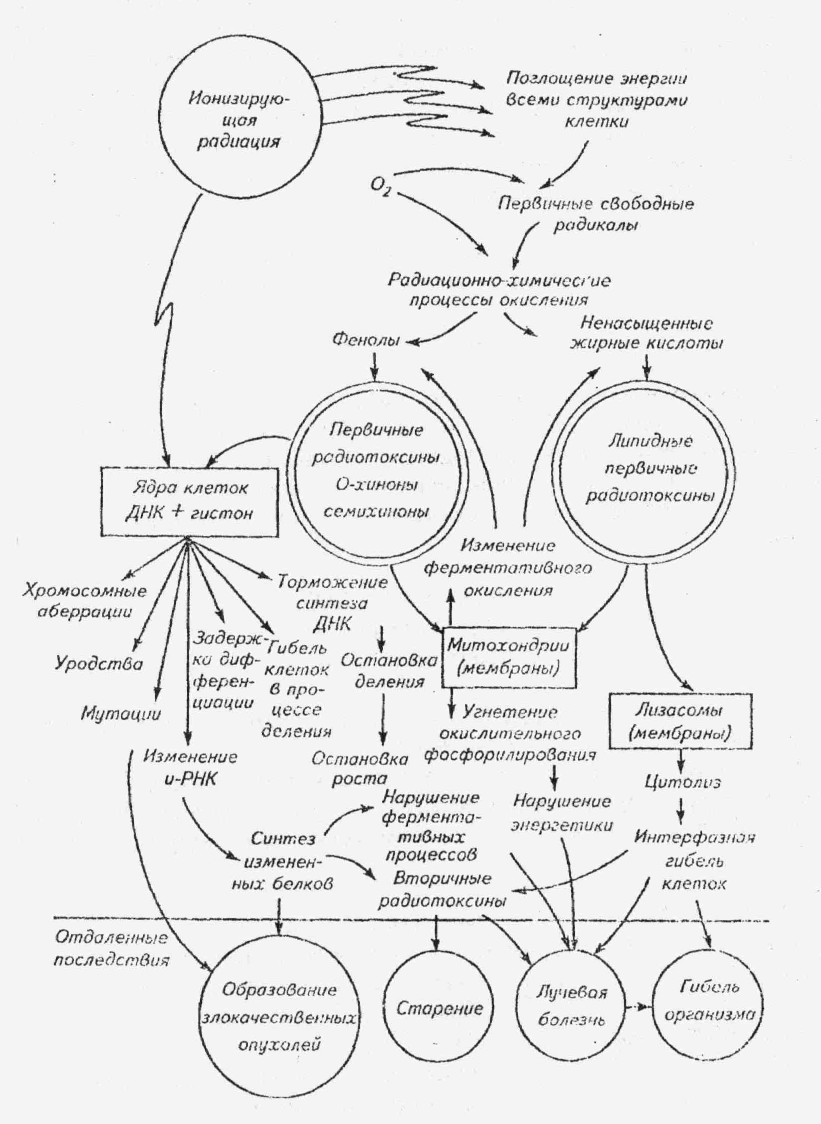 Ионизирую-
щая
радиация
Поглощение энергии
всеми структурами
клетки
O2
Первичные свободные
радикалы
Радиационно-химические
процессы окисления
Фенолы
Ненасыщенные
жирные кислоты
Первичные
радиотоксины
О-хиноны
семихиноны
Липидные
первичные
радиотоксины
Ядра клеток
ДНК + гистон
Изменение
ферментативного
окисления
Хромосомные
аберрации
Уродства
Мутации
Изменение
и-РНК
Задерж-
ка диф-
ферен-
циации
Гибель
клеток
в про-
цессе
деления
Торможение
синтеза
ДНК
Остановка
деления
Остановка
роста
Митохондрии
(мембраны)
Угнетение
окислительного
фосфорилирования
Нарушение
энергетики
Лизасомы
(мембраны)
Цитолиз
Интерфазная
гибель
клеток
Синтез
изменен-
ных белков
Нарушение
фермента-
тивных
процессов
Вторичные
радиотоксины
Отдаленные
последствия
Образование
злокачественных
опухолей
Старение
Лучевая
болезнь
Гибель
организма